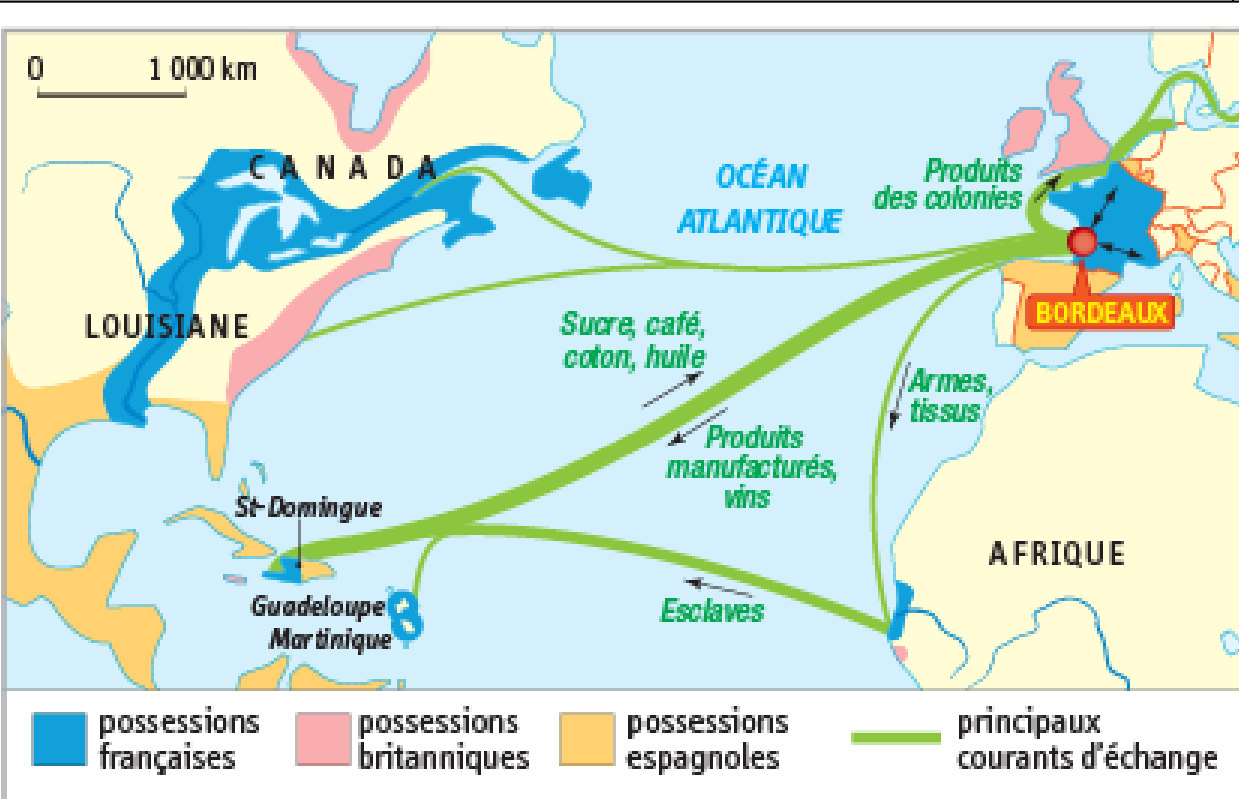 0 1 000 km
CANADA
OCÉAN
ATLANTIQUE
Produits
des colonies
BORDEAUX
LOUISIANE
Sucre, café,
coton, huile
Armes,
tissus
Produits
manufacturés,
vins
St-Domingue
AFRIQUE
Guadeloupe
Martinique
Esclaves
possessions
françaises
possessions
britanniques
possessions
espagnoles
principaux
courants d'échange